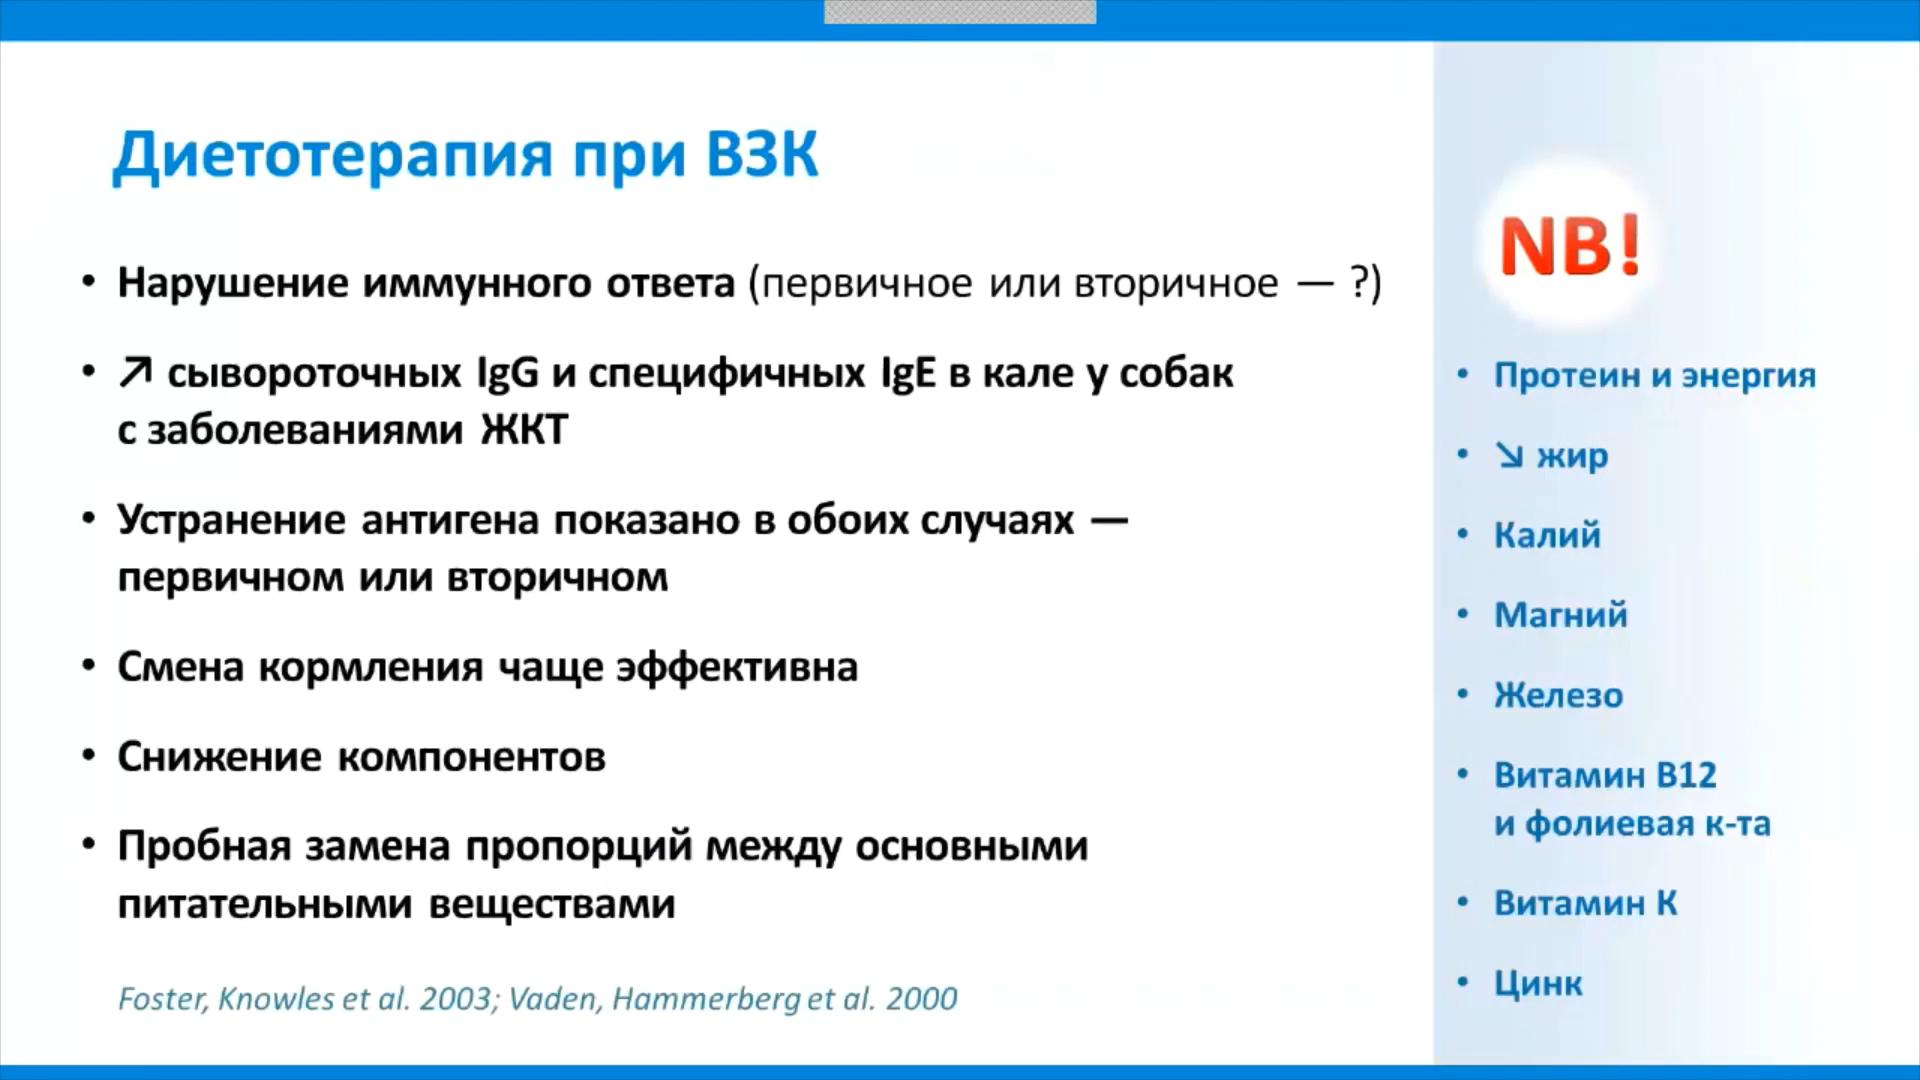 Диетотерапия при ВЗК
• Нарушение иммунного ответа (первичное или вторичное — ?)
• ↗ сывороточных IgG и специфичных IgE в кале у собак
с заболеваниями ЖКТ
• Устранение антигена показано в обоих случаях —
первичном или вторичном
• Смена кормления чаще эффективна
• Снижение компонентов
• Пробная замена пропорций между основными
питательными веществами
Foster, Knowles et al. 2003; Vaden, Hammerberg et al. 2000
NB!
• Протеин и энергия
• ↘ жир
• Калий
• Магний
• Железо
• Витамин В12
и фолиевая к-та
• Витамин К
• Цинк